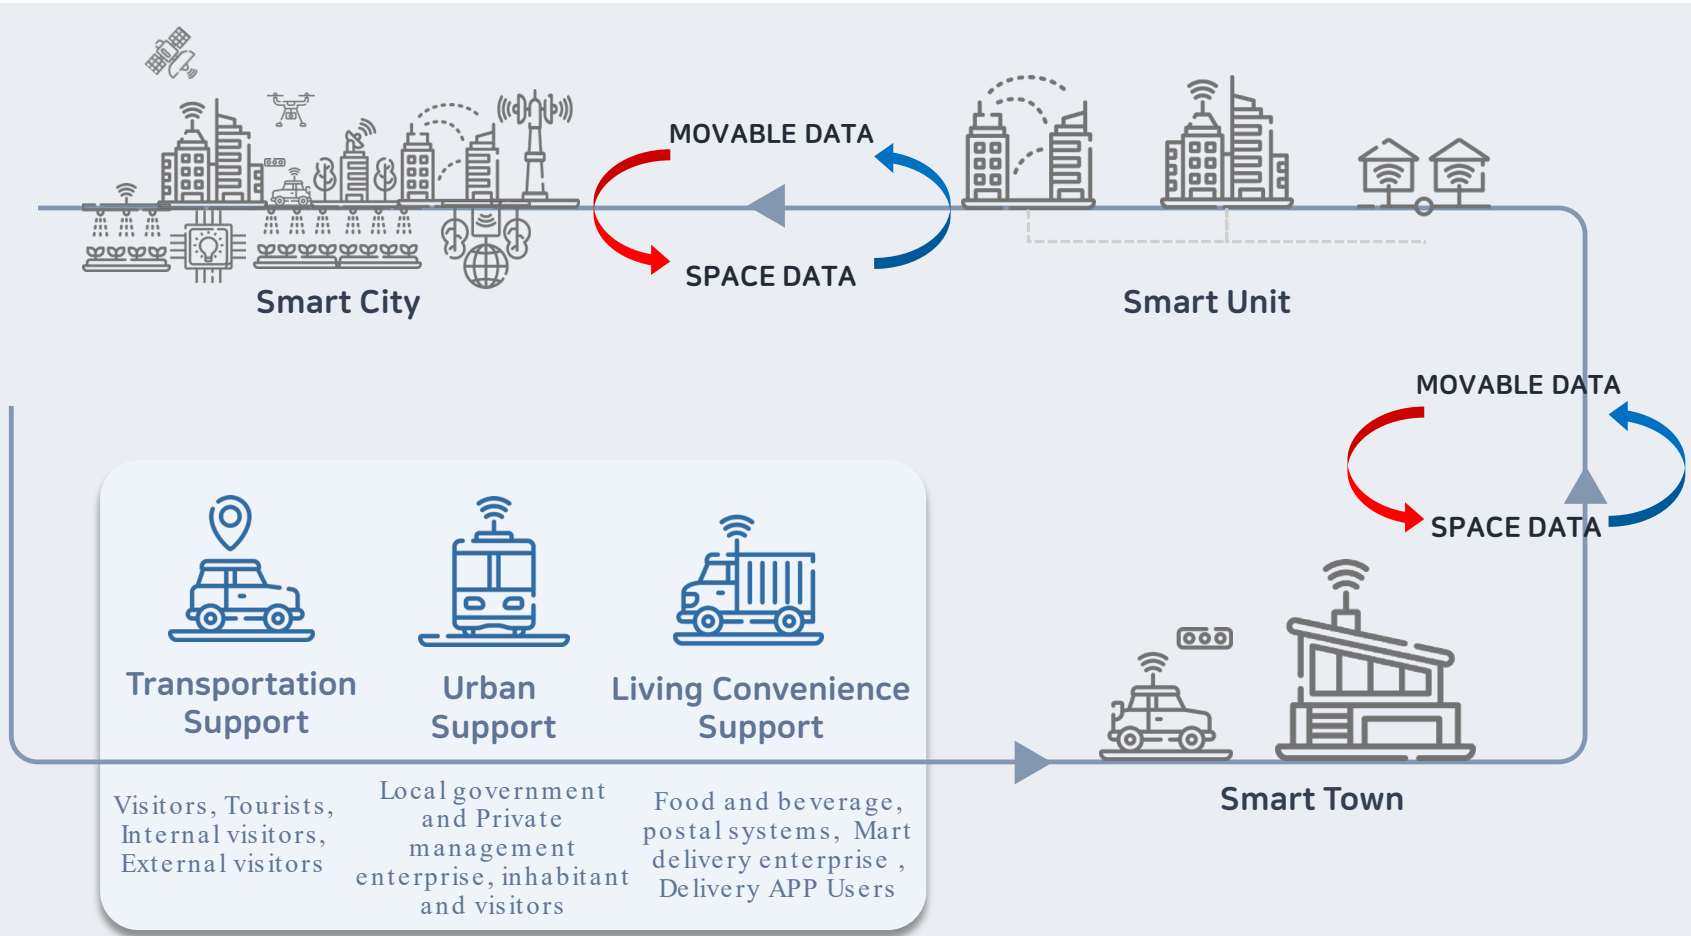 MOVABLE DATA
SPACE DATA
Smart City
Smart Unit
MOVABLE DATA
SPACE DATA
Transportation
Support
Urban
Support
Living Convenience
Support
Visitors, Tourists,
Internal visitors,
External visitors
Local government
and Private
management
enterprise, inhabitant
and visitors
Food and beverage,
postal systems, Mart
delivery enterprise ,
Delivery APP Users
Smart Town